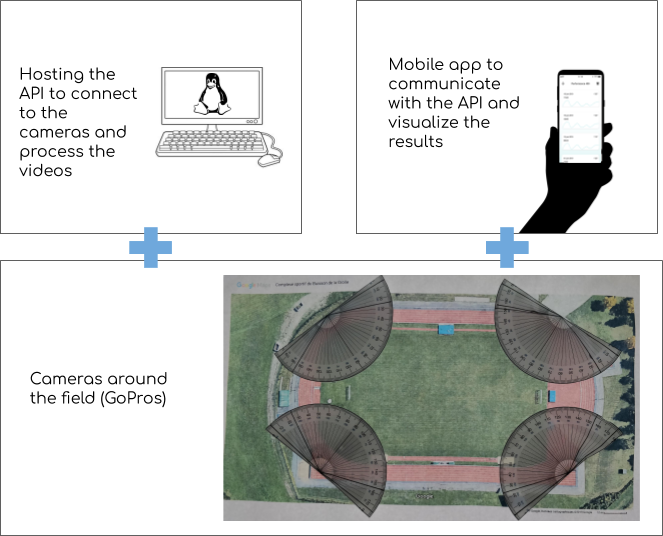 Hosting the
API to connect
to the
cameras and
process the
videos
Mobile app to
communicate
with the API and
visualize the
results
Cameras around
the field (GoPros)